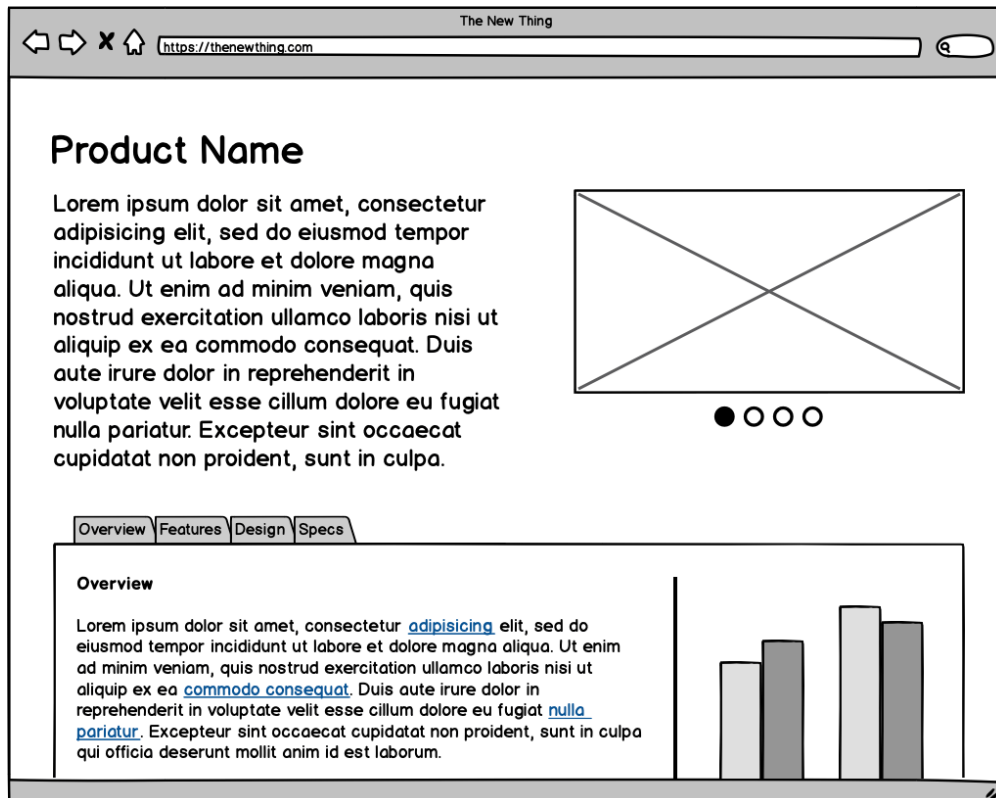 The New Thing
https://thenewthing.com
Product Name
Lorem ipsum dolor sit amet, consectetur
adipisicing elit, sed do eiusmod tempor
incididunt ut labore et dolore magna
aliqua. Ut enim ad minim veniam, quis
nostrud exercitation ullamco laboris nisi ut
aliquip ex ea commodo consequat. Duis
aute irure dolor in reprehenderit in
voluptate velit esse cillum dolore eu fugiat
nulla pariatur. Excepteur sint occaecat
cupidatat non proident, sunt in culpa.
Overview Features Design Specs
Overview
Lorem ipsum dolor sit amet, consectetur adipisicing elit, sed do
eiusmod tempor incididunt ut labore et dolore magna aliqua. Ut enim
ad minim veniam, quis nostrud exercitation ullamco laboris nisi ut
aliquip ex ea commodo consequat. Duis aute irure dolor in
reprehenderit in voluptate velit esse cillum dolore eu fugiat nulla
pariatur. Excepteur sint occaecat cupidatat non proident, sunt in culpa
qui officia deserunt mollit anim id est laborum.